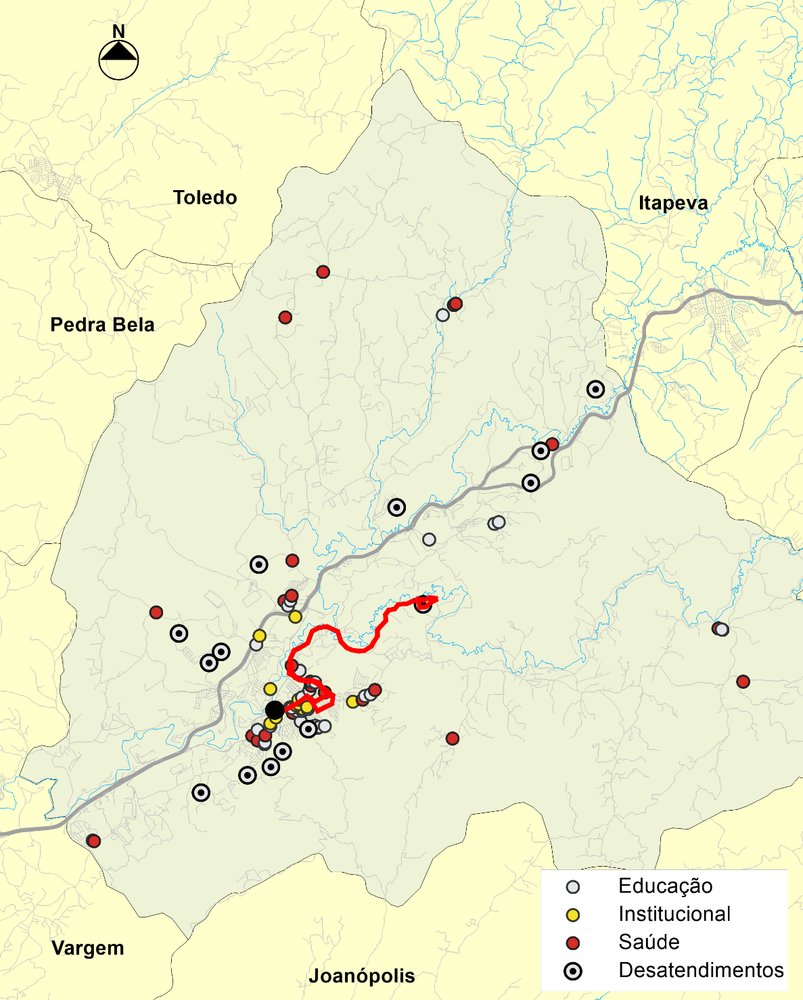 N
Toledo
Itapeva
Pedra Bela
Educação
Institucional
Saúde
Desatendimentos
Vargem
Joanópolis